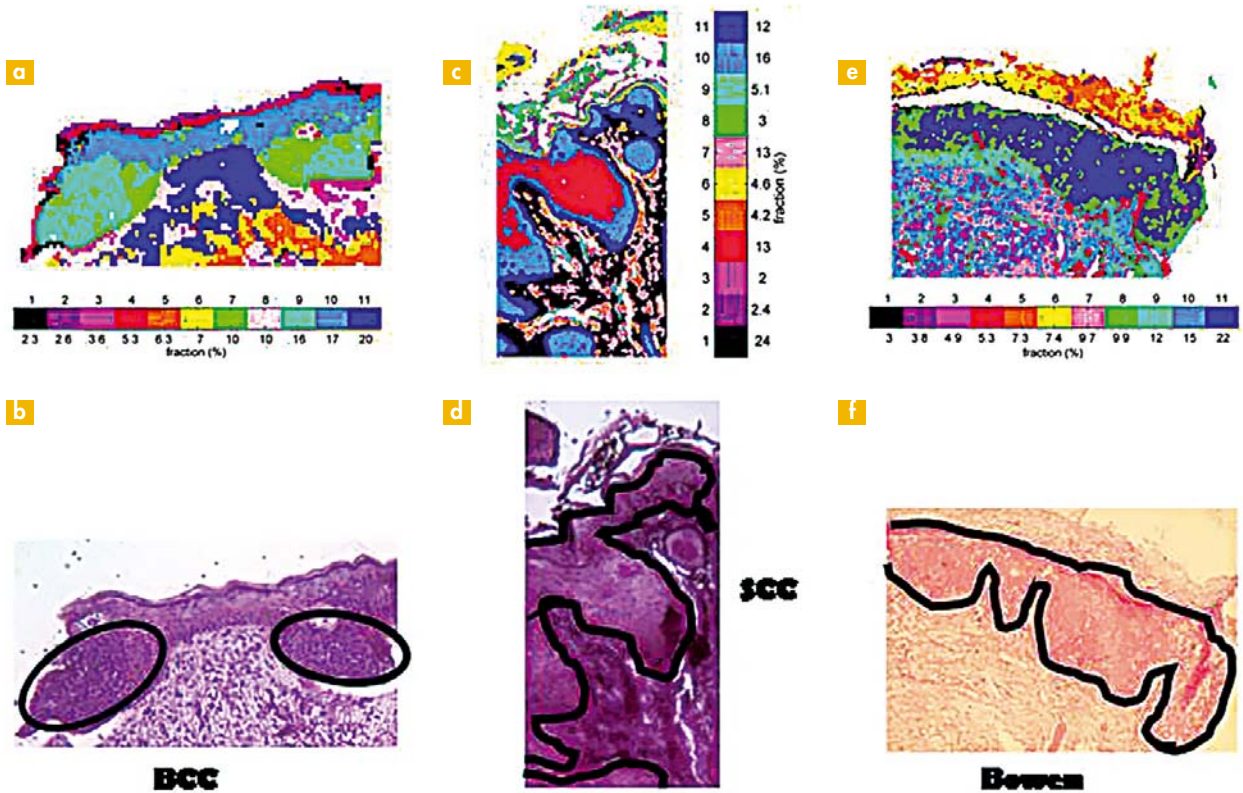 a
1 2 3 4 5 6 7 8 9 10 11
2 3 2 6 3 6 5 3 6 3 7 10 10 16 17 20
fraction (%)
c
11 12
10 16
9 5.1
8 3
7 13
6 4.6
5 4.2
4 13
3 2
2 2.4
1 24
fraction (%)
e
1 2 3 4 5 6 7 8 9 10 11
3 3 8 4 9 5 3 7 3 7 4 9 7 9 9 12 15 22
fraction (%)
b
BCC
d
SCC
f
Bowen